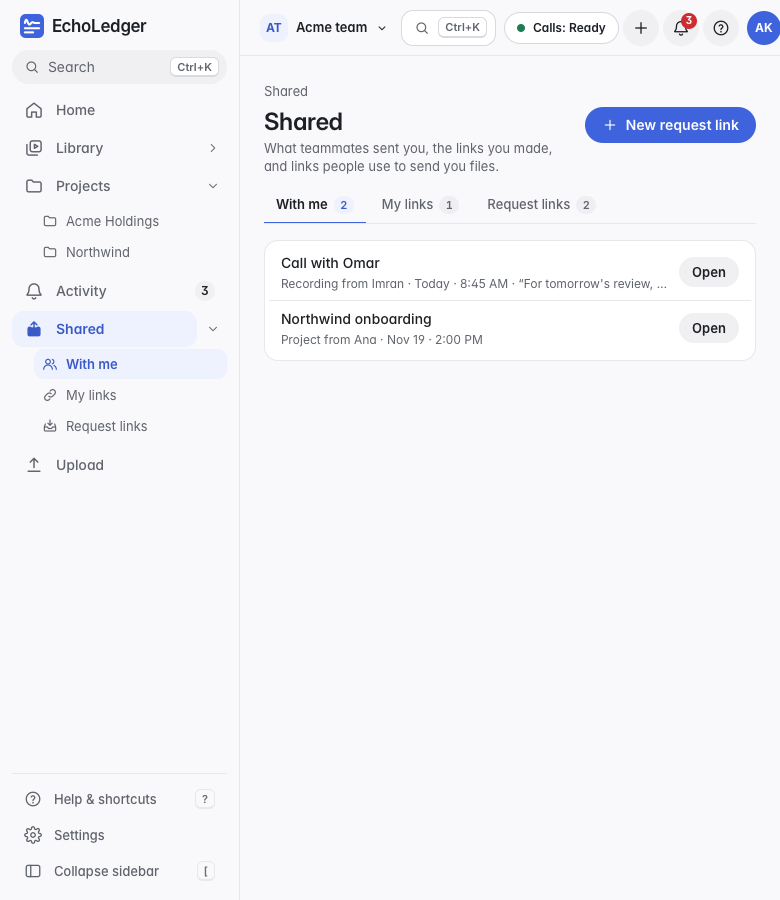 EchoLedger
Search Ctrl+K
Home
Library
Projects
Acme Holdings
Northwind
Activity 3
Shared
With me
My links
Request links
Upload
Help & shortcuts ?
Settings
Collapse sidebar [
AT Acme team Ctrl+K Calls: Ready 3 AK
Shared
Shared
What teammates sent you, the links you made,
and links people use to send you files.
New request link
With me 2 My links 1 Request links 2
Call with Omar
Recording from Imran · Today · 8:45 AM · “For tomorrow's review, ...
Open
Northwind onboarding
Project from Ana · Nov 19 · 2:00 PM
Open